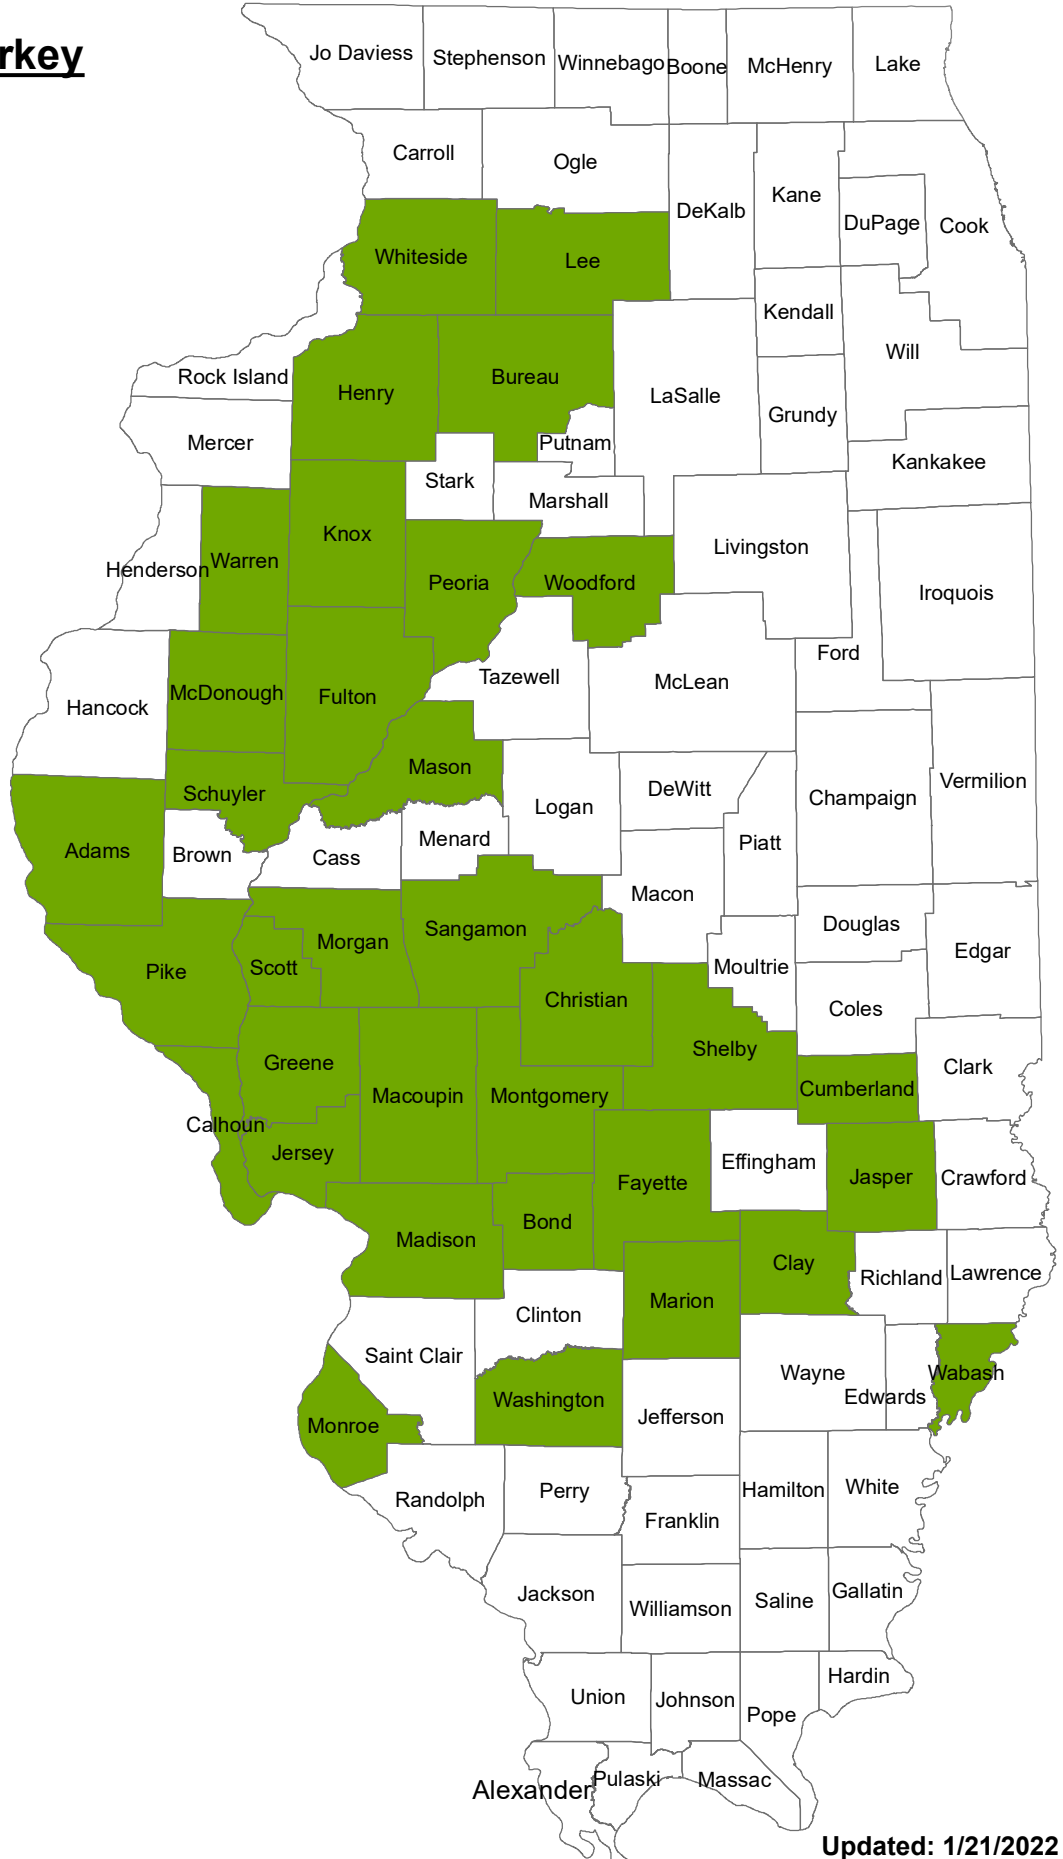 rkey
Jo Daviess
Stephenson
Winnebago
Boone
McHenry
Lake
Carroll
Ogle
DeKalb
Kane
DuPage
Cook
Whiteside
Lee
Kendall
Will
Rock Island
Henry
Bureau
LaSalle
Grundy
Mercer
Putnam
Kankakee
Stark
Marshall
Knox
Livingston
Henderson
Warren
Peoria
Woodford
Iroquois
Ford
Hancock
McDonough
Fulton
Tazewell
McLean
Mason
Schuyler
Logan
DeWitt
Champaign
Vermilion
Adams
Brown
Cass
Menard
Piatt
Macon
Morgan
Sangamon
Douglas
Edgar
Pike
Scott
Christian
Moultrie
Coles
Greene
Shelby
Clark
Macoupin
Montgomery
Cumberland
Calhoun
Jersey
Fayette
Effingham
Jasper
Crawford
Madison
Bond
Clay
Richland
Lawrence
Marion
Clinton
Saint Clair
Wayne
Edwards
Wabash
Washington
Monroe
Jefferson
Randolph
Perry
Hamilton
White
Franklin
Jackson
Williamson
Saline
Gallatin
Union
Johnson
Pope
Hardin
Alexander
Pulaski
Massac
Updated: 1/21/2022